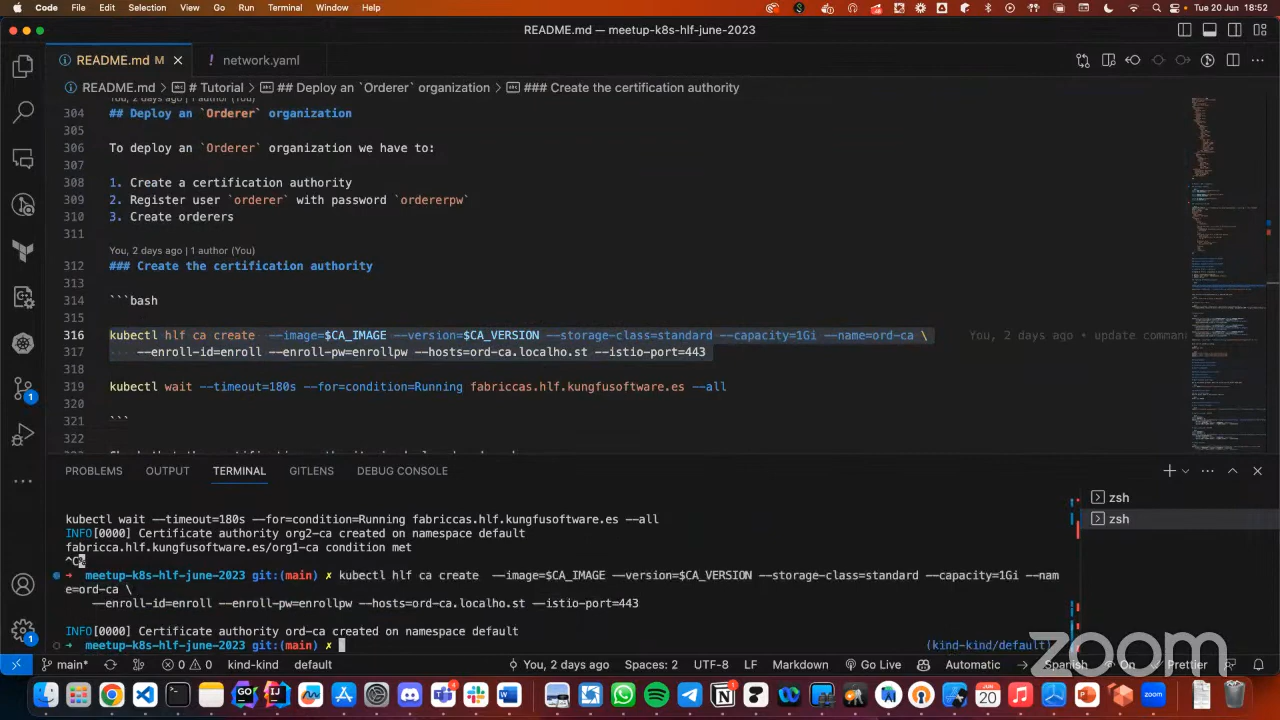 Code File Edit Selection View Go Run Terminal Window Help Tue 20 Jun 18:52
README.md — meetup-k8s-hlf-june-2023
README.md M × ! network.yaml
README.md > # Tutorial > ## Deploy an `Orderer` organization > ### Create the certification authority
You, 2 days ago | 1 author (You)
304 ## Deploy an `Orderer` organization
305
306 To deploy an `Orderer` organization we have to:
307
308 1. Create a certification authority
309 2. Register user `orderer` with password `ordererpw`
310 3. Create orderers
311
You, 2 days ago | 1 author (You)
312 ### Create the certification authority
313
314 ```bash
315
316 kubectl hlf ca create --image=$CA_IMAGE --version=$CA_VERSION --storage-class=standard --capacity=1Gi --name=ord-ca \ You, 2 days ago • update comman
317 --enroll-id=enroll --enroll-pw=enrollpw --hosts=ord-ca.localho.st --istio-port=443
318
319 kubectl wait --timeout=180s --for=condition=Running fabriccas.hlf.kungfusoftware.es --all
320
321 ```
322
PROBLEMS OUTPUT TERMINAL GITLENS DEBUG CONSOLE
zsh
zsh
kubectl wait --timeout=180s --for=condition=Running fabriccas.hlf.kungfusoftware.es --all
INFO[0000] Certificate authority org2-ca created on namespace default
fabricca.hlf.kungfusoftware.es/org1-ca condition met
^C%
→ meetup-k8s-hlf-june-2023 git:(main) ✗ kubectl hlf ca create --image=$CA_IMAGE --version=$CA_VERSION --storage-class=standard --capacity=1Gi --nam
e=ord-ca \
--enroll-id=enroll --enroll-pw=enrollpw --hosts=ord-ca.localho.st --istio-port=443
INFO[0000] Certificate authority ord-ca created on namespace default
→ meetup-k8s-hlf-june-2023 git:(main) ✗ (kind-kind/default)
zoom
main* 0 0 kind-kind default You, 2 days ago Spaces: 2 UTF-8 LF Markdown Go Live Automatic → Spanish On Prettier